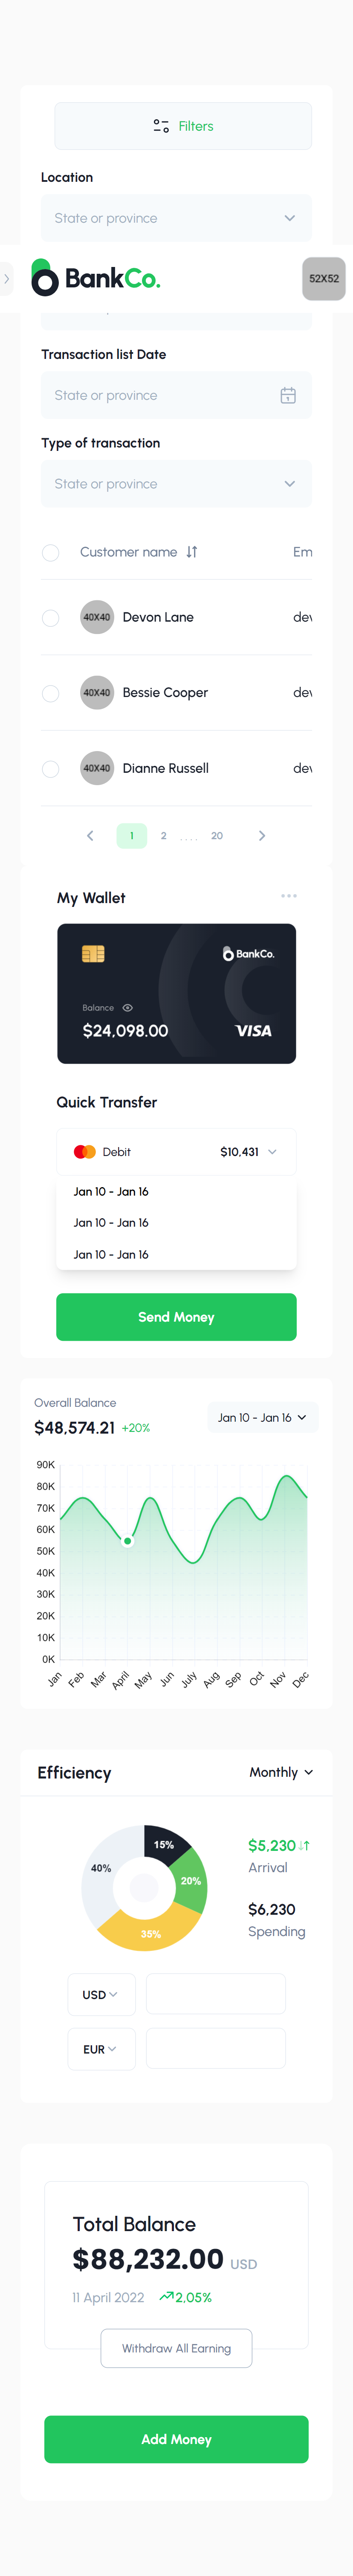 Filters
Location
State or province
BankCo.
52X52
Transaction list Date
State or province
Type of transaction
State or province
Customer name
Em
40X40 Devon Lane
dev
40X40 Bessie Cooper
dev
40X40 Dianne Russell
dev
1 2 .... 20
My Wallet
BankCo.
Balance
$24,098.00
VISA
Quick Transfer
Debit
$10,431
Jan 10 - Jan 16
Jan 10 - Jan 16
Jan 10 - Jan 16
Send Money
Overall Balance
$48,574.21 +20%
Jan 10 - Jan 16
90K
80K
70K
60K
50K
40K
30K
20K
10K
0K
Jan Feb Mar April May Jun July Aug Sep Oct Nov Dec
Efficiency
Monthly
15%
20%
35%
40%
$5,230
Arrival
$6,230
Spending
USD
EUR
Total Balance
$88,232.00 USD
11 April 2022 2,05%
Withdraw All Earning
Add Money